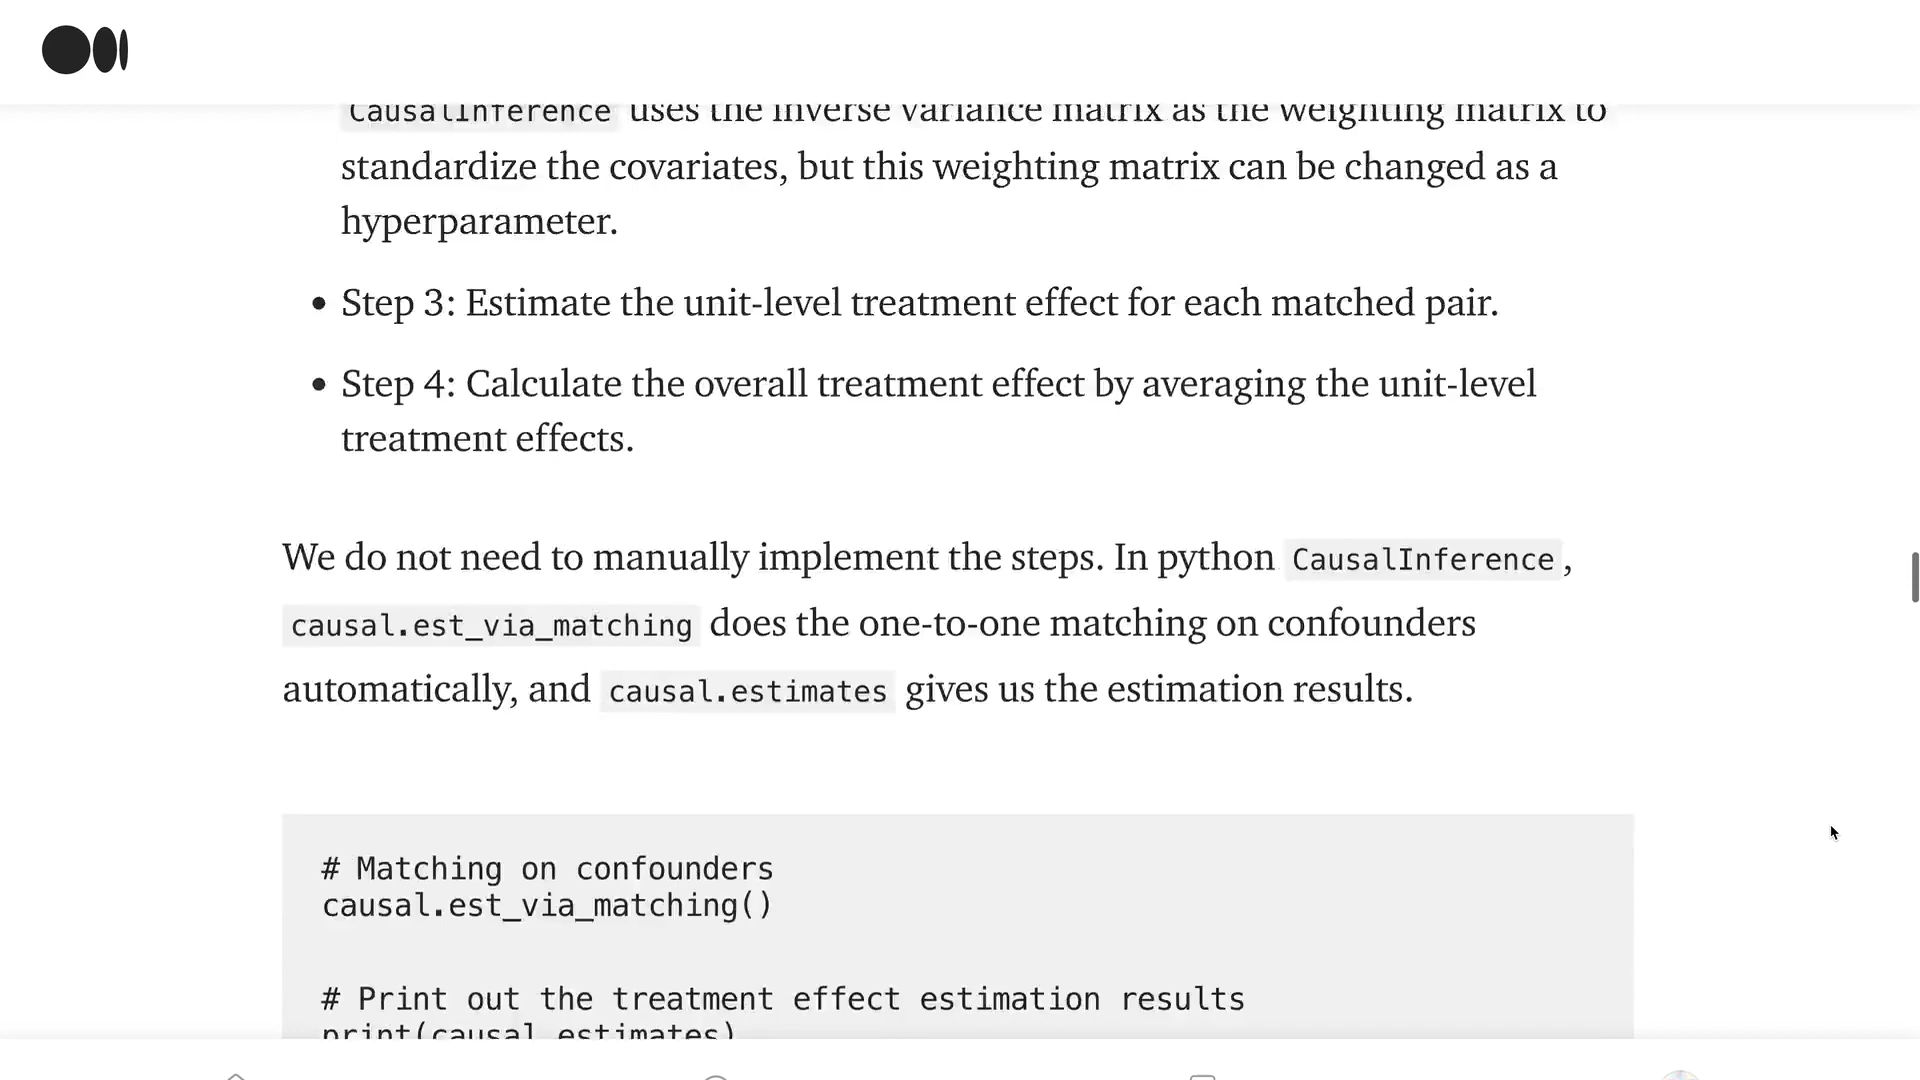 CausalInference uses the inverse variance matrix as the weighting matrix to
standardize the covariates, but this weighting matrix can be changed as a
hyperparameter.
• Step 3: Estimate the unit-level treatment effect for each matched pair.
• Step 4: Calculate the overall treatment effect by averaging the unit-level
treatment effects.
We do not need to manually implement the steps. In python CausalInference,
causal.est_via_matching does the one-to-one matching on confounders
automatically, and causal.estimates gives us the estimation results.
# Matching on confounders
causal.est_via_matching()
# Print out the treatment effect estimation results
print(causal.estimates)